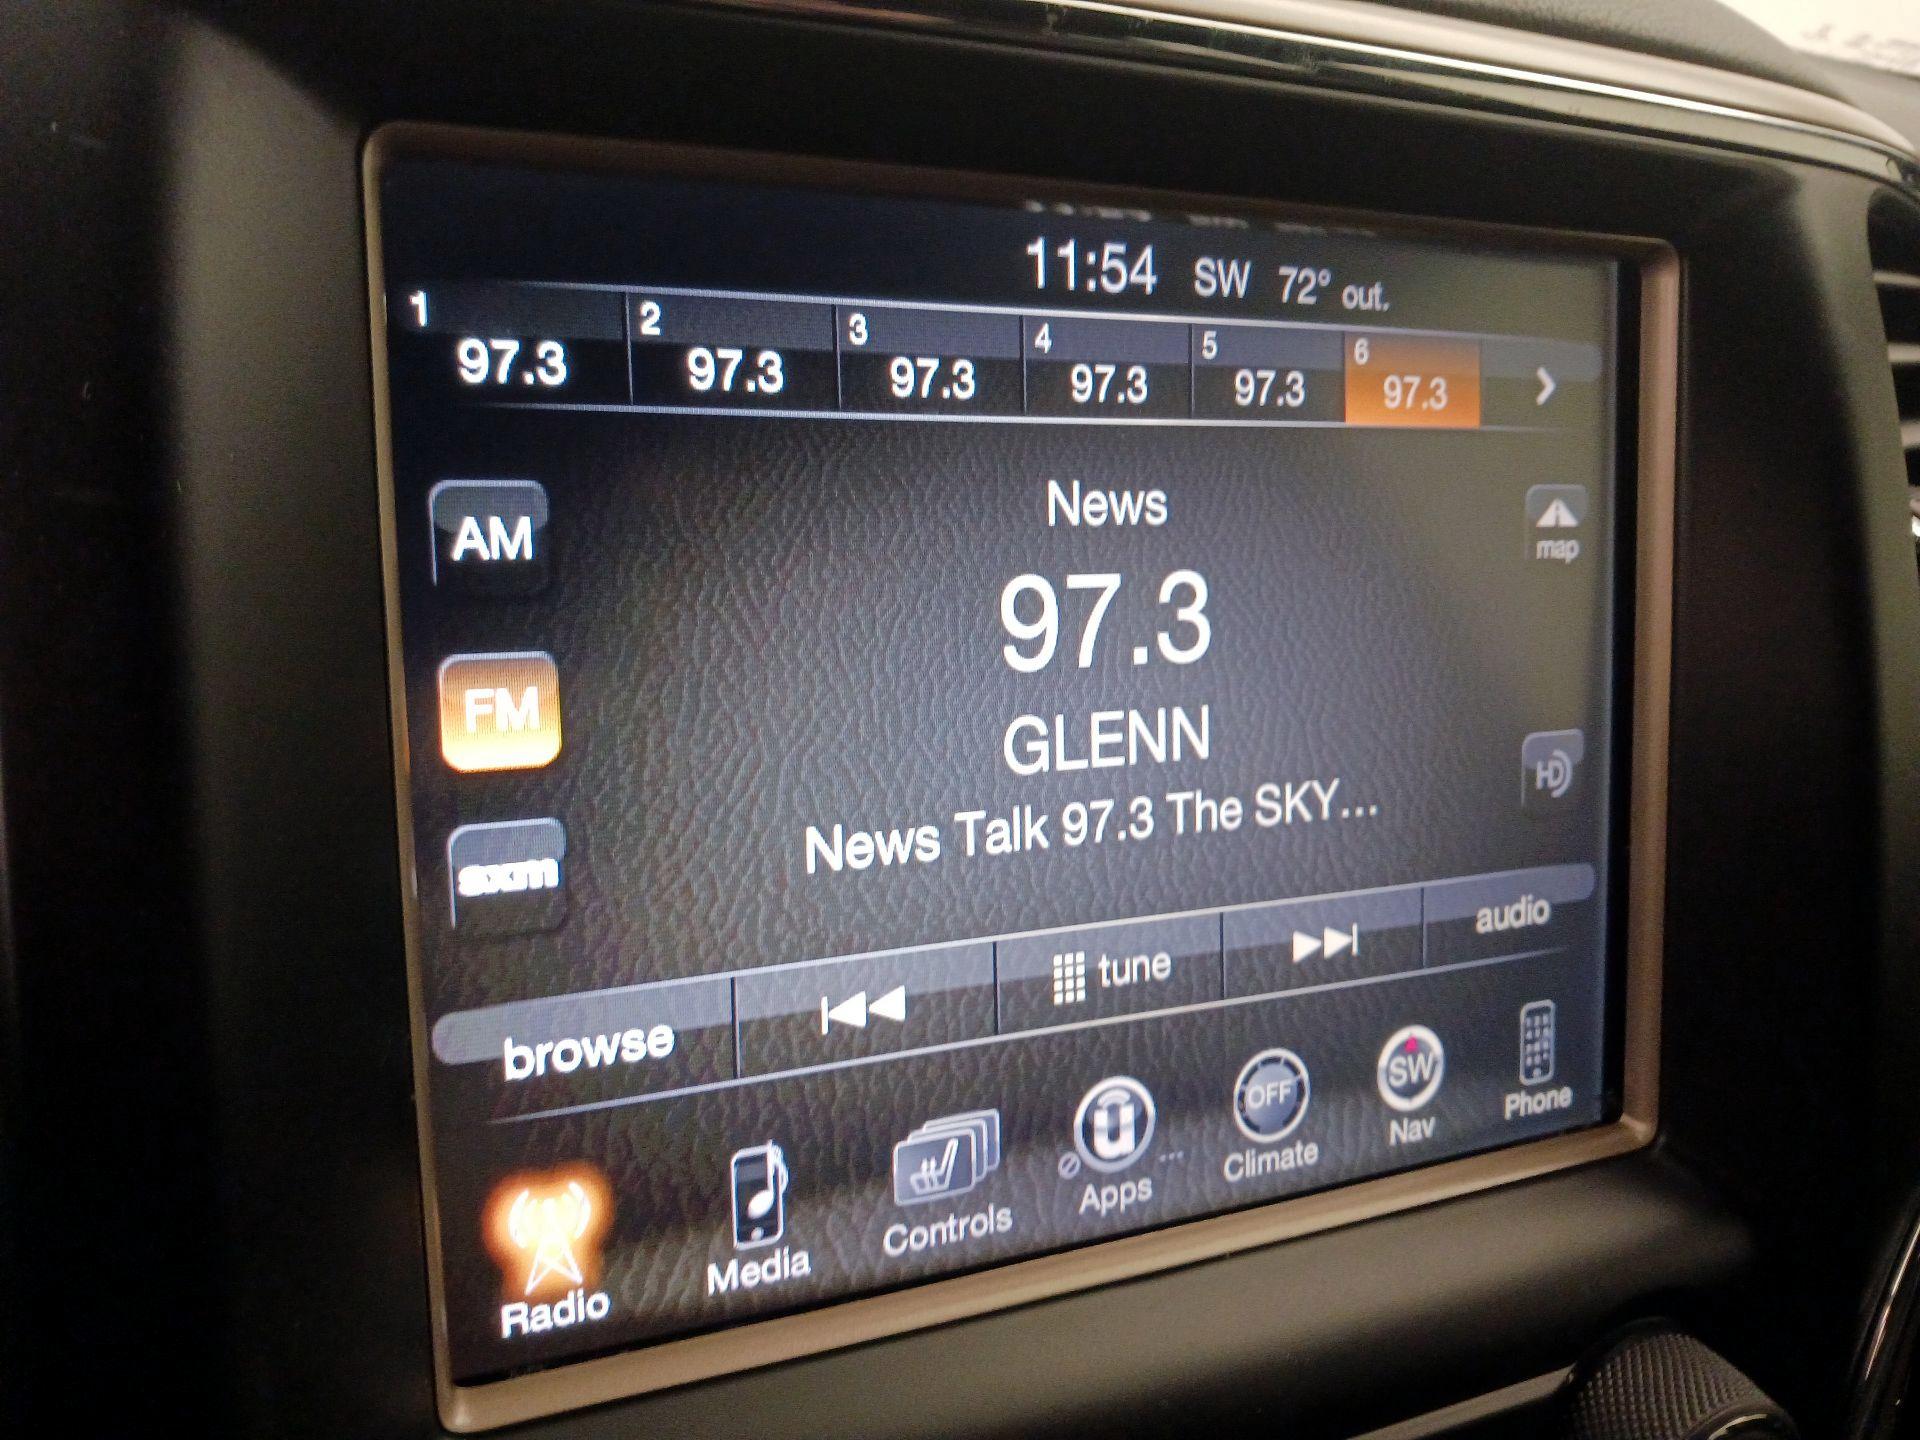 11:54 SW 72° out.
1 2 3 4 5 6
97.3 97.3 97.3 97.3 97.3 97.3
News
AM
map
97.3
FM
GLENN
HD
News Talk 97.3 The SKY...
sxm
browse tune audio
OFF SW
Radio Media Controls Apps Climate Nav Phone